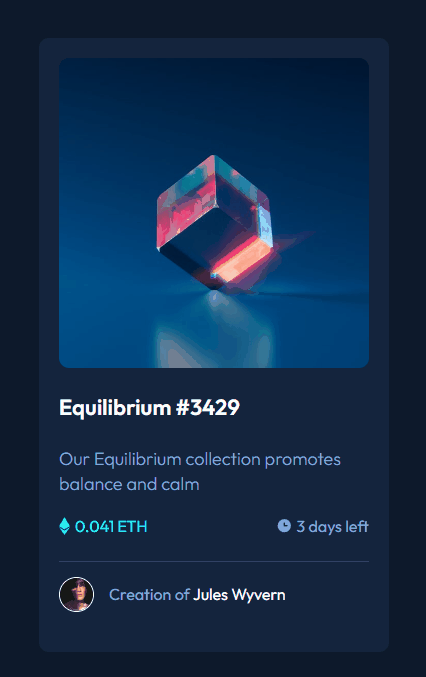 Equilibrium #3429
Our Equilibrium collection promotes
balance and calm
0.041 ETH
3 days left
Creation of Jules Wyvern